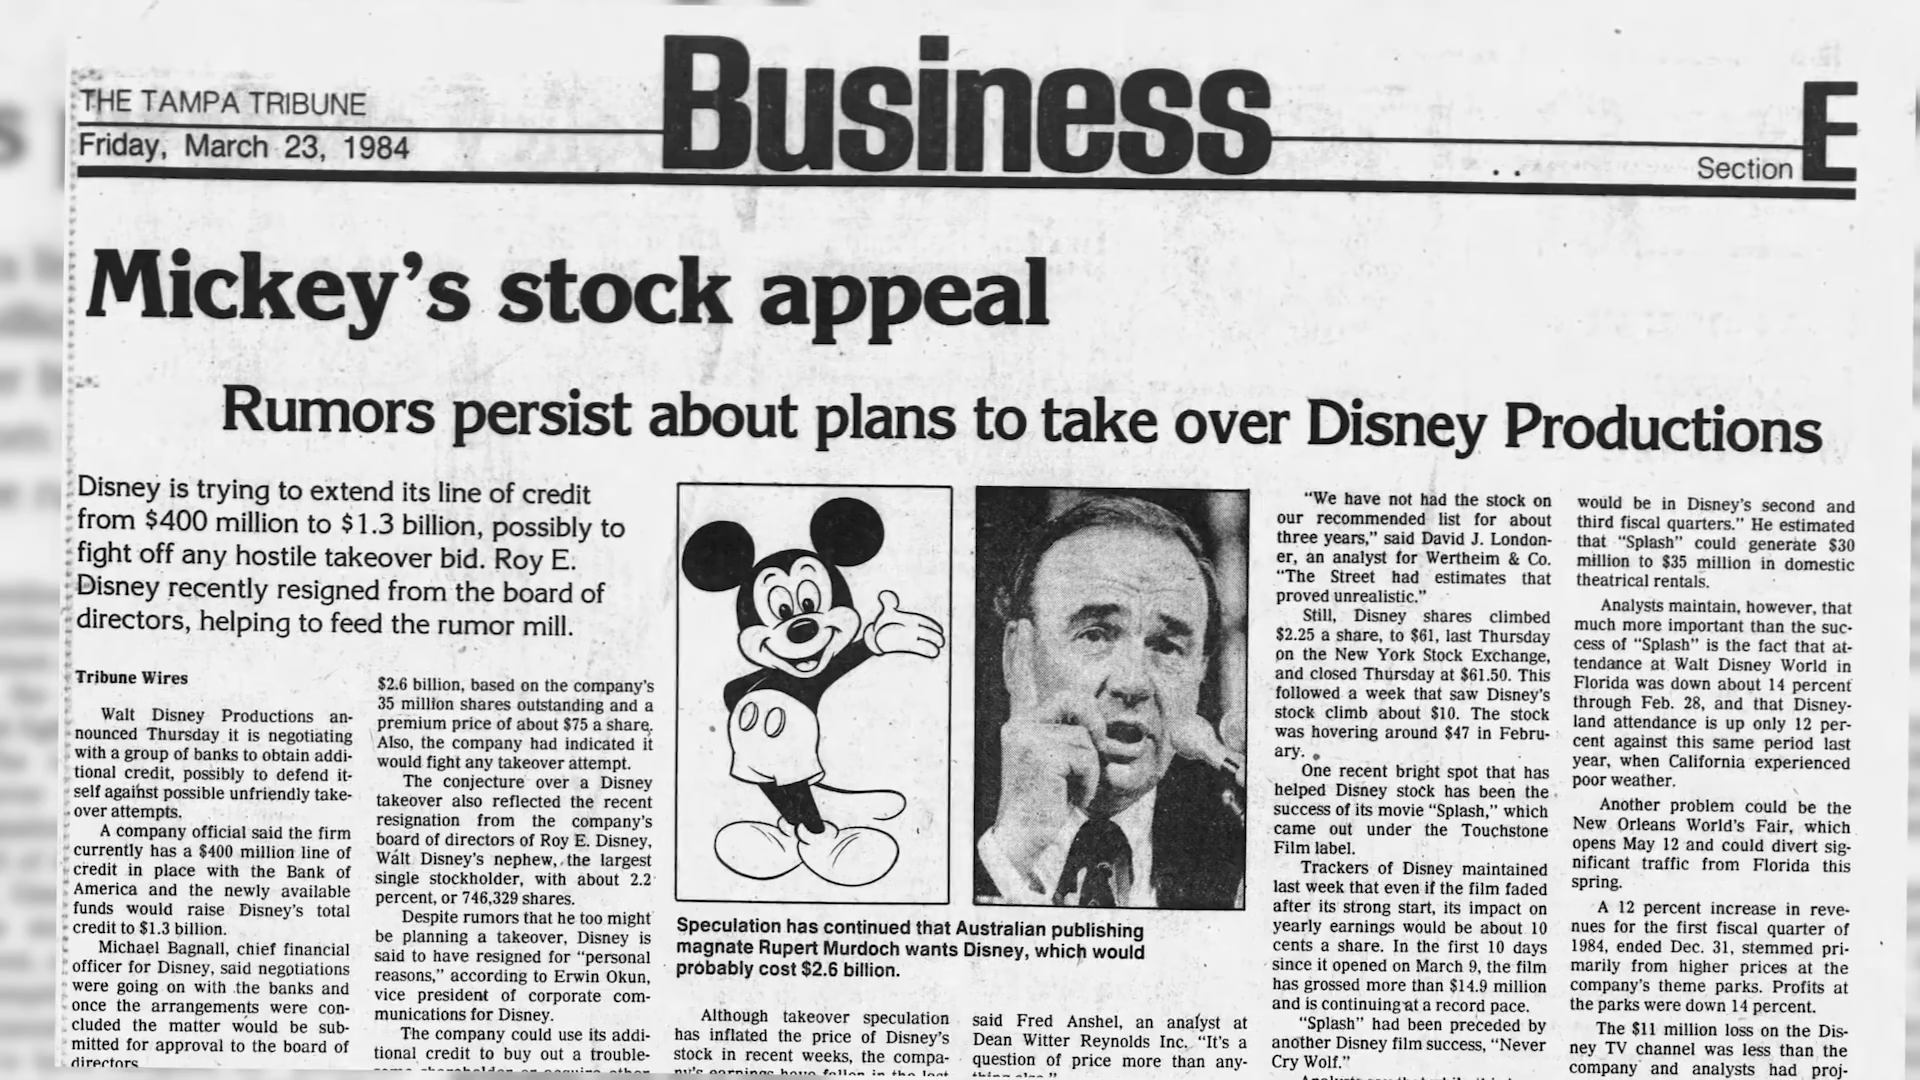 THE TAMPA TRIBUNE
Friday, March 23, 1984
Business
Section E
Mickey's stock appeal
Rumors persist about plans to take over Disney Productions
Disney is trying to extend its line of credit
from $400 million to $1.3 billion, possibly to
fight off any hostile takeover bid. Roy E.
Disney recently resigned from the board of
directors, helping to feed the rumor mill.
Tribune Wires
Walt Disney Productions an-
nounced Thursday it is negotiating
with a group of banks to obtain addi-
tional credit, possibly to defend it-
self against possible unfriendly take-
over attempts.
A company official said the firm
currently has a $400 million line of
credit in place with the Bank of
America and the newly available
funds would raise Disney's total
credit to $1.3 billion.
Michael Bagnall, chief financial
officer for Disney, said negotiations
were going on with the banks and
once the arrangements were con-
cluded the matter would be sub-
mitted for approval to the board of
directors
$2.6 billion, based on the company's
35 million shares outstanding and a
premium price of about $75 a share.
Also, the company had indicated it
would fight any takeover attempt.
The conjecture over a Disney
takeover also reflected the recent
resignation from the company's
board of directors of Roy E. Disney,
Walt Disney's nephew, the largest
single stockholder, with about 2.2
percent, or 746,329 shares.
Despite rumors that he too might
be planning a takeover, Disney is
said to have resigned for "personal
reasons," according to Erwin Okun,
vice president of corporate com-
munications for Disney.
The company could use its addi-
tional credit to buy out a trouble-
some shareholder or acquire other
Speculation has continued that Australian publishing
magnate Rupert Murdoch wants Disney, which would
probably cost $2.6 billion.
Although takeover speculation
has inflated the price of Disney's
stock in recent weeks, the compa-
ny's earnings have fallen in the last
said Fred Anshel, an analyst at
Dean Witter Reynolds Inc. "It's a
question of price more than any-
thing else."
"We have not had the stock on
our recommended list for about
three years," said David J. London-
er, an analyst for Wertheim & Co.
"The Street had estimates that
proved unrealistic."
Still, Disney shares climbed
$2.25 a share, to $61, last Thursday
on the New York Stock Exchange,
and closed Thursday at $61.50. This
followed a week that saw Disney's
stock climb about $10. The stock
was hovering around $47 in Febru-
ary.
One recent bright spot that has
helped Disney stock has been the
success of its movie "Splash," which
came out under the Touchstone
Film label.
Trackers of Disney maintained
last week that even if the film faded
after its strong start, its impact on
yearly earnings would be about 10
cents a share. In the first 10 days
since it opened on March 9, the film
has grossed more than $14.9 million
and is continuing at a record pace.
"Splash" had been preceded by
another Disney film success, "Never
Cry Wolf."
would be in Disney's second and
third fiscal quarters." He estimated
that "Splash" could generate $30
million to $35 million in domestic
theatrical rentals.
Analysts maintain, however, that
much more important than the suc-
cess of "Splash" is the fact that at-
tendance at Walt Disney World in
Florida was down about 14 percent
through Feb. 28, and that Disney-
land attendance is up only 12 per-
cent against this same period last
year, when California experienced
poor weather.
Another problem could be the
New Orleans World's Fair, which
opens May 12 and could divert sig-
nificant traffic from Florida this
spring.
A 12 percent increase in reve-
nues for the first fiscal quarter of
1984, ended Dec. 31, stemmed pri-
marily from higher prices at the
company's theme parks. Profits at
the parks were down 14 percent.
The $11 million loss on the Dis-
ney TV channel was less than the
company and analysts had proj-